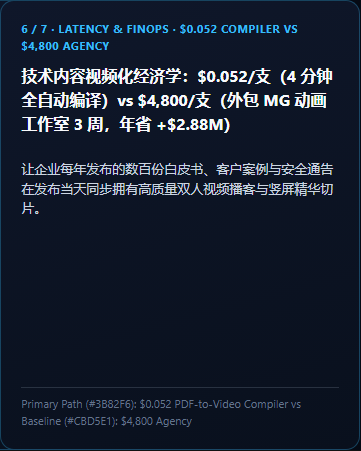 6 / 7 · LATENCY & FINOPS · $0.052 COMPILER VS
$4,800 AGENCY
技术内容视频化经济学：$0.052/支（4 分钟
全自动编译）vs $4,800/支（外包 MG 动画
工作室 3 周，年省 +$2.88M）
让企业每年发布的数百份白皮书、客户案例与安全通告
在发布当天同步拥有高质量双人视频播客与竖屏精华切
片。
Primary Path (#3B82F6): $0.052 PDF-to-Video Compiler vs
Baseline (#CBD5E1): $4,800 Agency